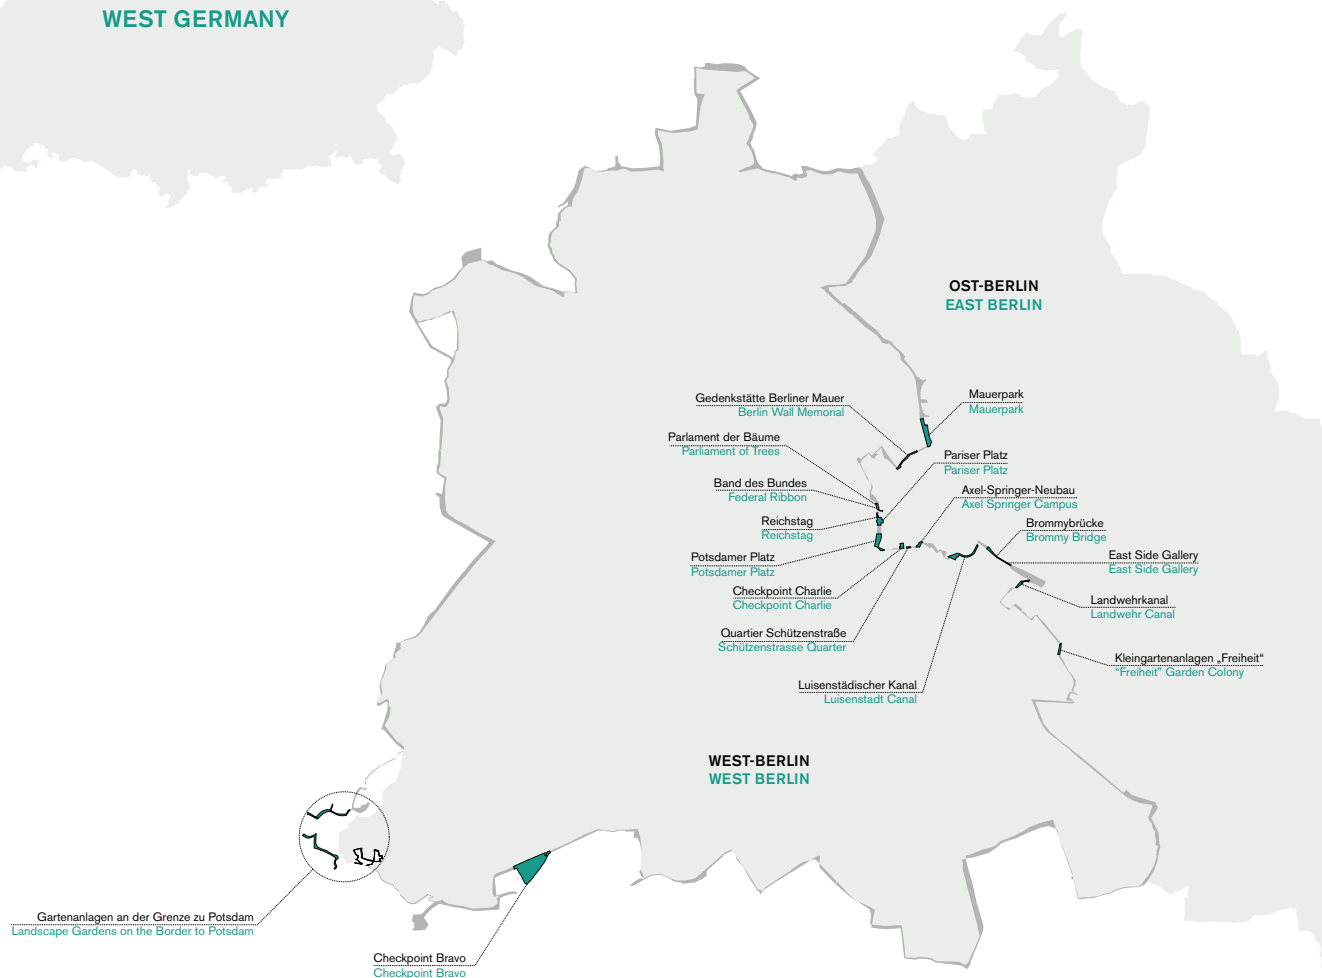 WEST GERMANY
OST-BERLIN
EAST BERLIN
Gedenkstätte Berliner Mauer
Berlin Wall Memorial
Mauerpark
Mauerpark
Parlament der Bäume
Parliament of Trees
Pariser Platz
Pariser Platz
Band des Bundes
Federal Ribbon
Axel-Springer-Neubau
Axel Springer Campus
Reichstag
Reichstag
Brommybrücke
Brommy Bridge
Potsdamer Platz
Potsdamer Platz
East Side Gallery
East Side Gallery
Checkpoint Charlie
Checkpoint Charlie
Landwehrkanal
Landwehr Canal
Quartier Schützenstraße
Schützenstrasse Quarter
Kleingartenanlagen „Freiheit“
“Freiheit” Garden Colony
Luisenstädischer Kanal
Luisenstadt Canal
WEST-BERLIN
WEST BERLIN
Gartenanlagen an der Grenze zu Potsdam
Landscape Gardens on the Border to Potsdam
Checkpoint Bravo
Checkpoint Bravo